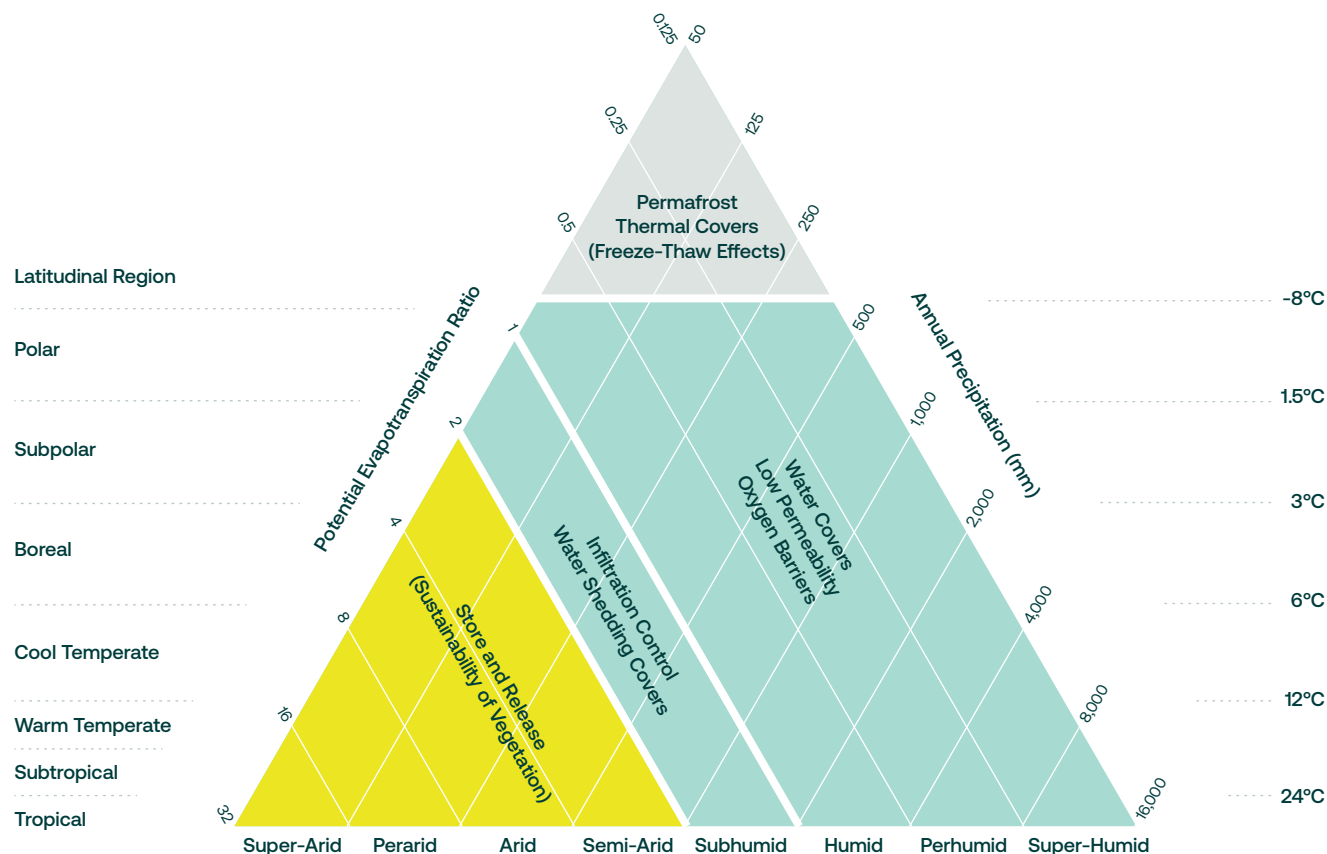 0.125
50
0.25
125
0.5
250
Permafrost
Thermal Covers
(Freeze-Thaw Effects)
Latitudinal Region
Potential Evapotranspiration Ratio
Annual Precipitation (mm)
-8°C
1
500
Polar
1.5°C
2
1,000
Subpolar
Water Covers
Low Permeability
Oxygen Barriers
3°C
4
2,000
Boreal
Infiltration Control
Water Shedding Covers
6°C
8
4,000
Store and Release
(Sustainability of Vegetation)
Cool Temperate
12°C
16
8,000
Warm Temperate
Subtropical
24°C
32
16,000
Tropical
Super-Arid
Perarid
Arid
Semi-Arid
Subhumid
Humid
Perhumid
Super-Humid